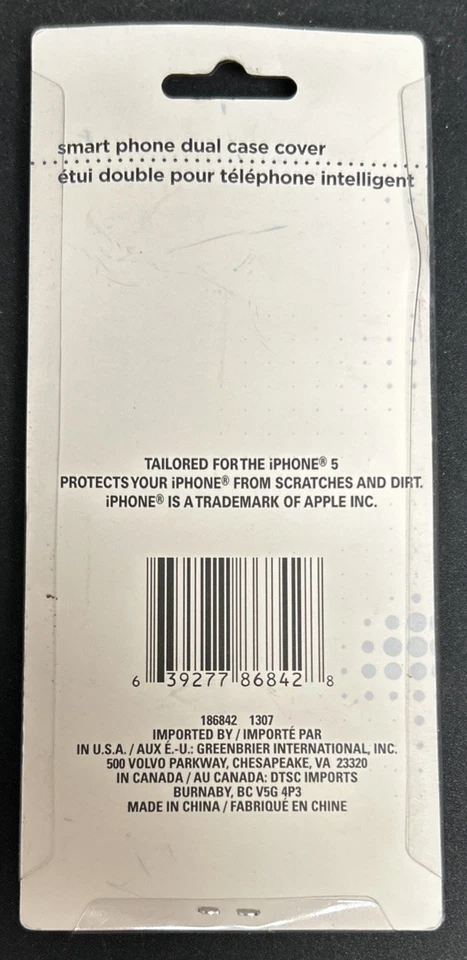 smart phone dual case cover
étui double pour téléphone intelligent
TAILORED FOR THE iPHONE® 5
PROTECTS YOUR iPHONE® FROM SCRATCHES AND DIRT.
iPHONE® IS A TRADEMARK OF APPLE INC.
6 39277 86842 8
186842 1307
IMPORTED BY / IMPORTÉ PAR
IN U.S.A. / AUX É.-U.: GREENBRIER INTERNATIONAL, INC.
500 VOLVO PARKWAY, CHESAPEAKE, VA 23320
IN CANADA / AU CANADA: DTSC IMPORTS
BURNABY, BC V5G 4P3
MADE IN CHINA / FABRIQUÉ EN CHINE